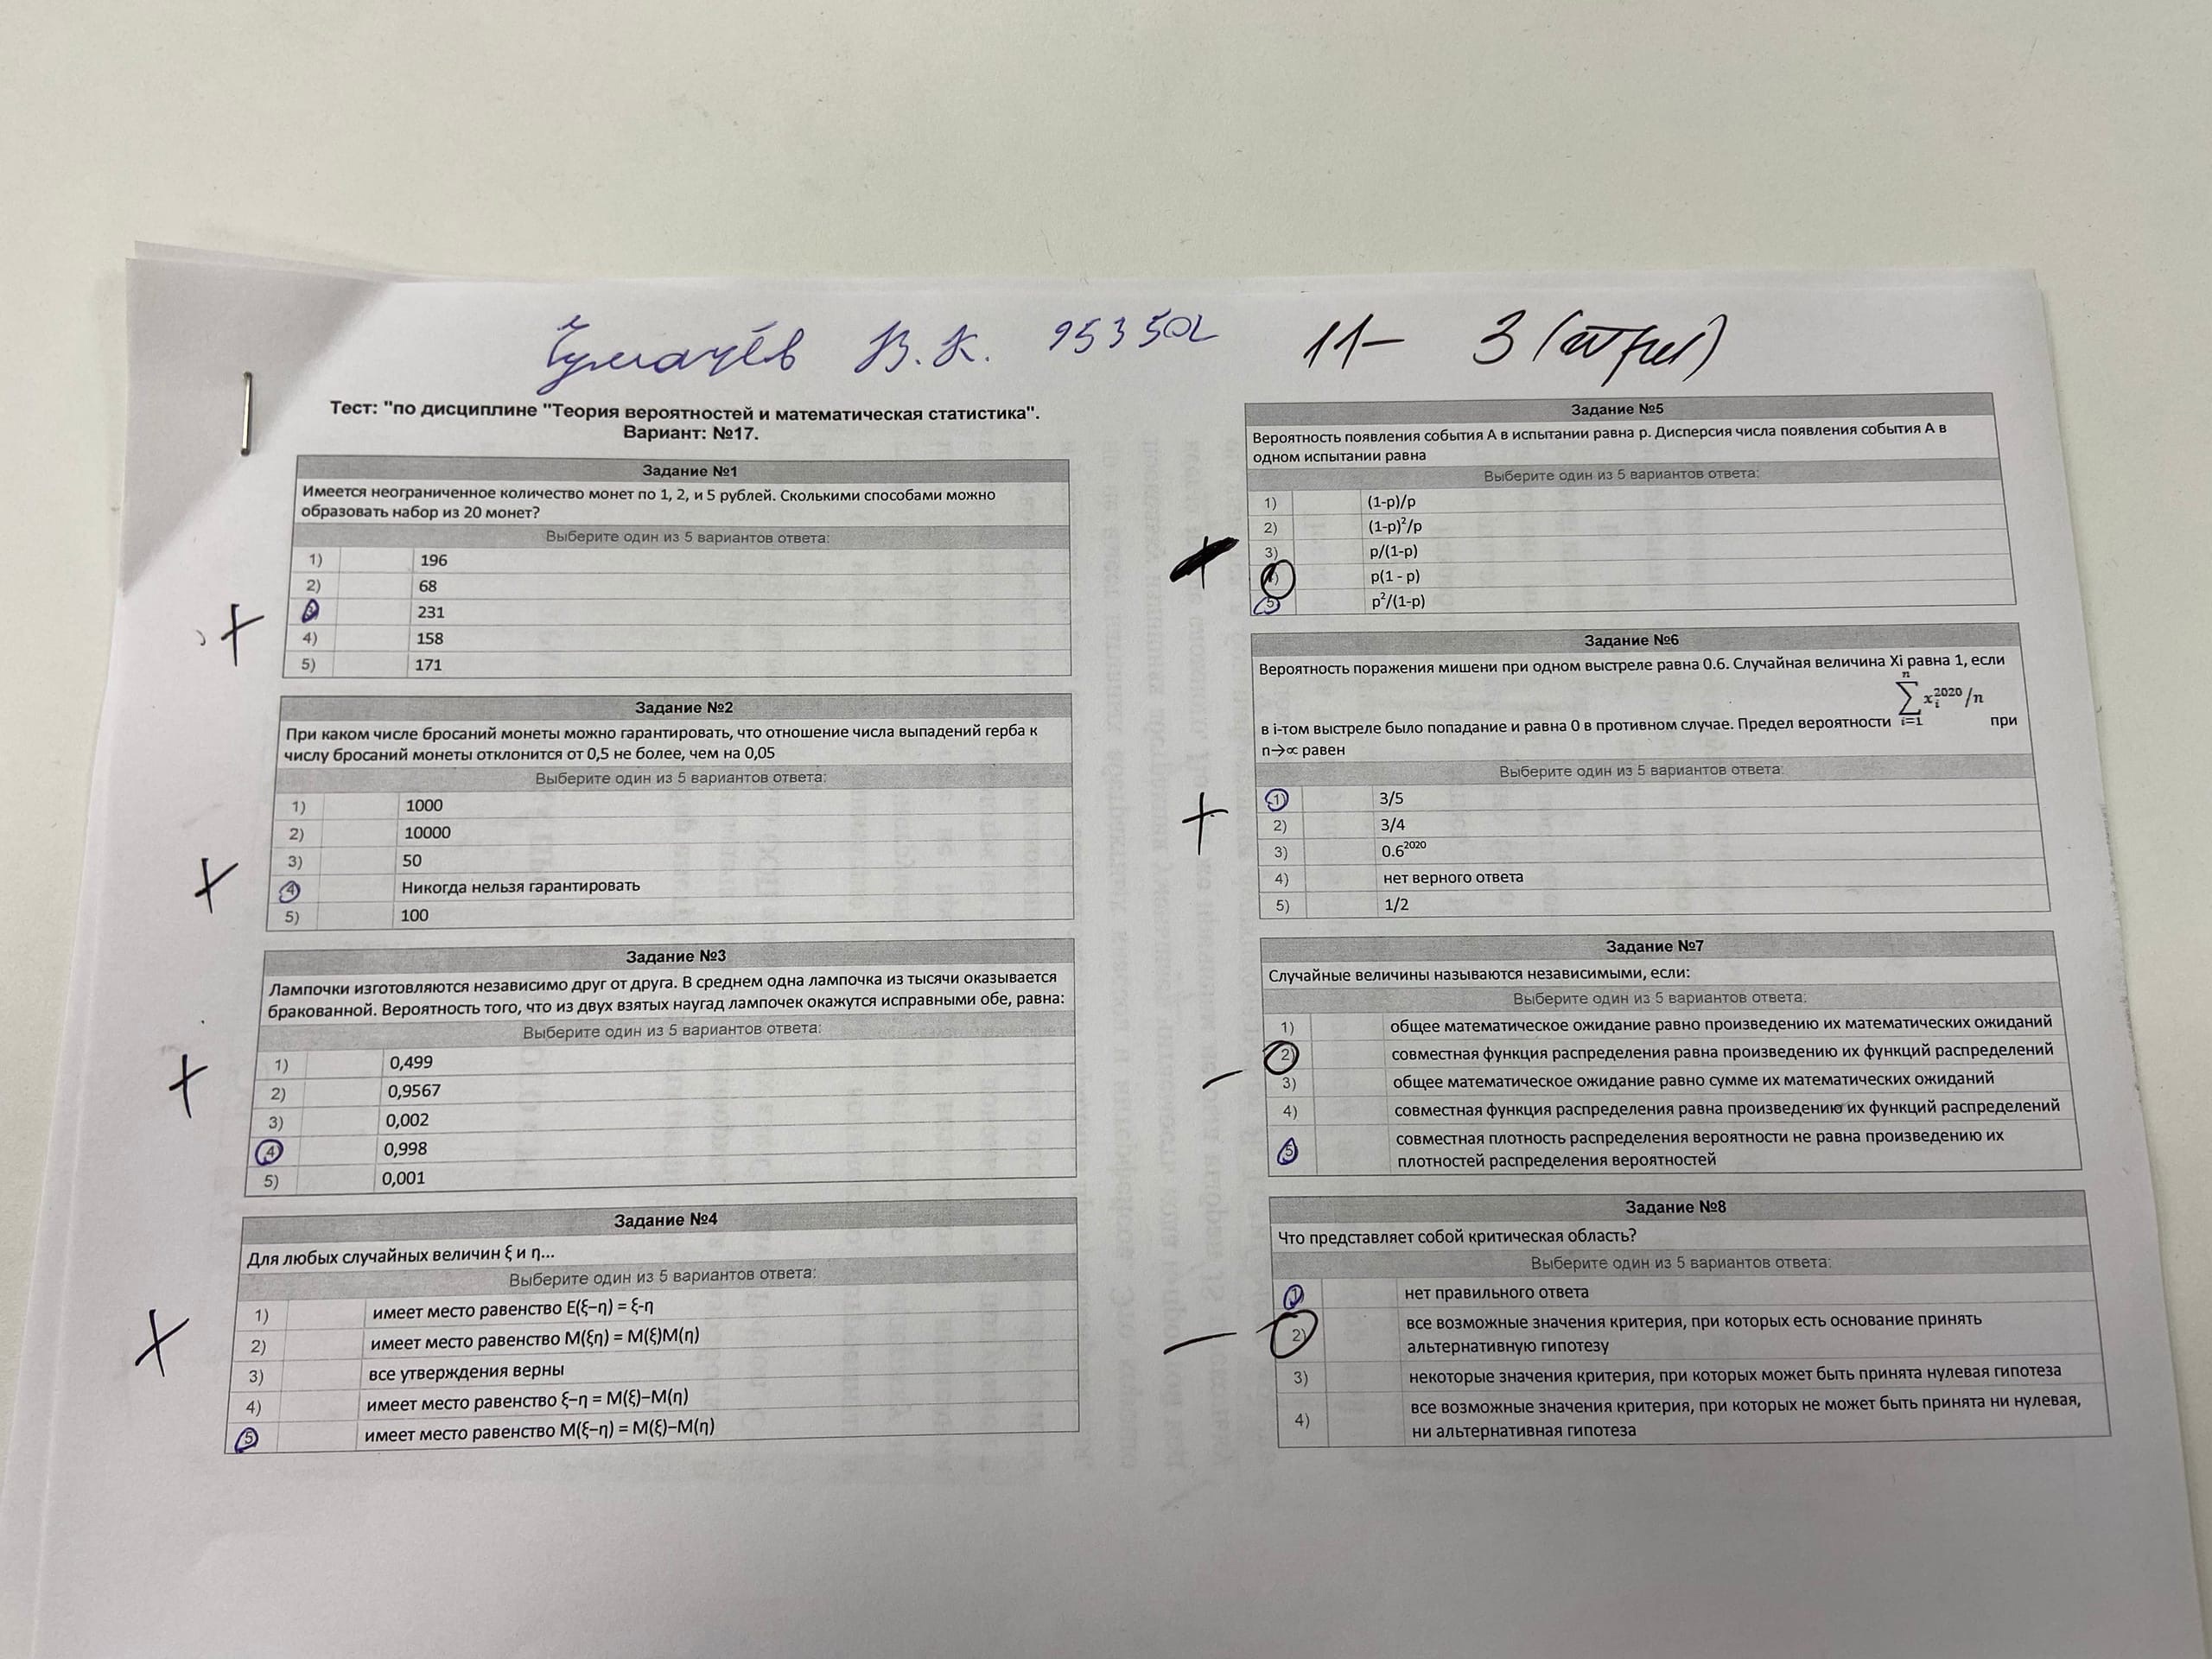 Чумачёв В. К. 953502 11– 3 (отриц)
Тест: "по дисциплине "Теория вероятностей и математическая статистика".
Вариант: №17.
Задание №1
Имеется неограниченное количество монет по 1, 2, и 5 рублей. Сколькими способами можно
образовать набор из 20 монет?
Выберите один из 5 вариантов ответа:
1) 196
2) 68
3) 231
4) 158
5) 171
Задание №2
При каком числе бросаний монеты можно гарантировать, что отношение числа выпадений герба к
числу бросаний монеты отклонится от 0,5 не более, чем на 0,05
Выберите один из 5 вариантов ответа:
1) 1000
2) 10000
3) 50
4) Никогда нельзя гарантировать
5) 100
Задание №3
Лампочки изготовляются независимо друг от друга. В среднем одна лампочка из тысячи оказывается
бракованной. Вероятность того, что из двух взятых наугад лампочек окажутся исправными обе, равна:
Выберите один из 5 вариантов ответа:
1) 0,499
2) 0,9567
3) 0,002
4) 0,998
5) 0,001
Задание №4
Для любых случайных величин ξ и η...
Выберите один из 5 вариантов ответа:
1) имеет место равенство E(ξ−η) = ξ-η
2) имеет место равенство M(ξη) = M(ξ)M(η)
3) все утверждения верны
4) имеет место равенство ξ−η = M(ξ)−M(η)
5) имеет место равенство M(ξ−η) = M(ξ)−M(η)
Задание №5
Вероятность появления события А в испытании равна р. Дисперсия числа появления события А в
одном испытании равна
Выберите один из 5 вариантов ответа:
1) (1-p)/p
2) (1-p)²/p
3) p/(1-p)
4) p(1 - p)
5) p²/(1-p)
Задание №6
Вероятность поражения мишени при одном выстреле равна 0.6. Случайная величина Xi равна 1, если
в i-том выстреле было попадание и равна 0 в противном случае. Предел вероятности ∑ᵢ₌₁ⁿ xᵢ²⁰²⁰/n при
n→∝ равен
Выберите один из 5 вариантов ответа:
1) 3/5
2) 3/4
3) 0.6²⁰²⁰
4) нет верного ответа
5) 1/2
Задание №7
Случайные величины называются независимыми, если:
Выберите один из 5 вариантов ответа:
1) общее математическое ожидание равно произведению их математических ожиданий
2) совместная функция распределения равна произведению их функций распределений
3) общее математическое ожидание равно сумме их математических ожиданий
4) совместная функция распределения равна произведению их функций распределений
5) совместная плотность распределения вероятности не равна произведению их
плотностей распределения вероятностей
Задание №8
Что представляет собой критическая область?
Выберите один из 5 вариантов ответа:
1) нет правильного ответа
2) все возможные значения критерия, при которых есть основание принять
альтернативную гипотезу
3) некоторые значения критерия, при которых может быть принята нулевая гипотеза
4) все возможные значения критерия, при которых не может быть принята ни нулевая,
ни альтернативная гипотеза